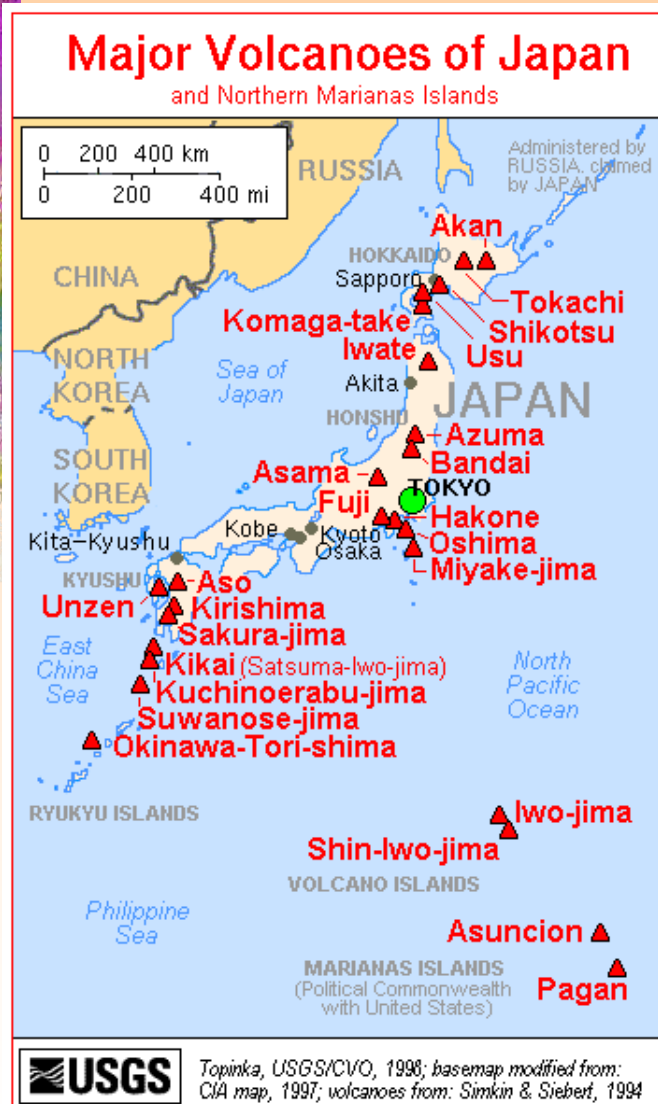 Major Volcanoes of Japan
and Northern Marianas Islands
0 200 400 km
0 200 400 mi
Administered by
RUSSIA, claimed
by JAPAN
RUSSIA
CHINA
Akan
HOKKAIDO
Sapporo
Tokachi
Shikotsu
Usu
Komaga-take
Iwate
NORTH
KOREA
Sea of
Japan
Akita
JAPAN
HONSHU
SOUTH
KOREA
Azuma
Bandai
Asama
TOKYO
Fuji
Hakone
Kobe
Kyoto
Osaka
Oshima
Miyake-jima
Kita-Kyushu
KYUSHU
Aso
Unzen
Kirishima
Sakura-jima
East
China
Sea
Kikai (Satsuma-Iwo-jima)
Kuchinoerabu-jima
Suwanose-jima
Okinawa-Tori-shima
North
Pacific
Ocean
RYUKYU ISLANDS
Iwo-jima
Shin-Iwo-jima
VOLCANO ISLANDS
Philippine
Sea
Asuncion
MARIANAS ISLANDS
(Political Commonwealth
with United States)
Pagan
USGS
Topinka, USGS/CVO, 1998; basemap modified from:
CIA map, 1997; volcanoes from: Simkin & Siebert, 1994